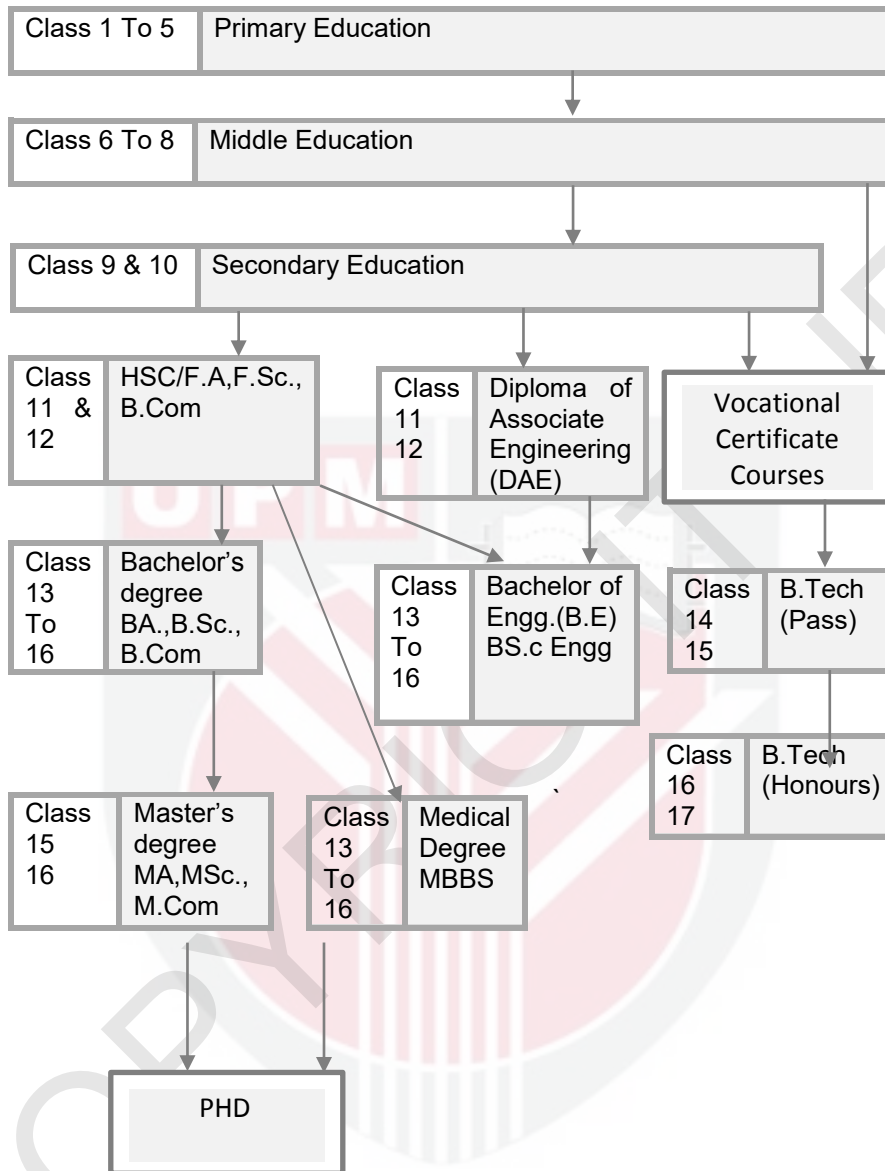 Class 1 To 5 Primary Education
Class 6 To 8 Middle Education
Class 9 & 10 Secondary Education
Class
11 &
12
HSC/F.A,F.Sc.,
B.Com
Class
11
12
Diploma of
Associate
Engineering
(DAE)
Vocational
Certificate
Courses
Class
13
To
16
Bachelor's
degree
BA.,B.Sc.,
B.Com
Class
13
To
16
Bachelor of
Engg.(B.E)
BS.c Engg
Class
14
15
B.Tech
(Pass)
Class
16
17
B.Tech
(Honours)
Class
15
16
Master's
degree
MA,MSc.,
M.Com
Class
13
To
16
Medical
Degree
MBBS
`
PHD
UPM